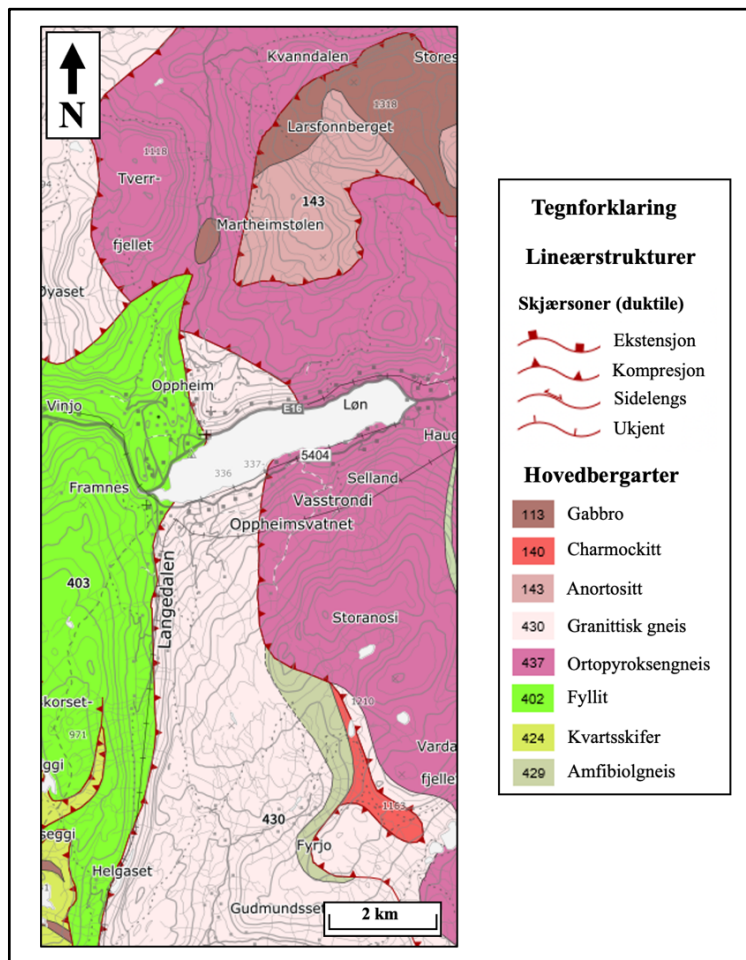 N
Kvanndalen
Stores
1318
Larsfonnberget
1118
Tverr-
fjellet
143
Martheimstølen
Øyaset
Oppheim
Vinjo
E16
Løn
5404
Haug
336
337
Selland
Framnes
Vasstrondi
Oppheimsvatnet
403
Langedalen
Storanosi
korset-
971
ggi
1210
Varda
fjellet
1163
430
seggi
Fyrjo
Helgaset
Gudmundsset
2 km
Tegnforklaring
Lineærstrukturer
Skjærsoner (duktile)
Ekstensjon
Kompresjon
Sidelengs
Ukjent
Hovedbergarter
113 Gabbro
140 Charmockitt
143 Anortositt
430 Granittisk gneis
437 Ortopyroksengneis
402 Fyllit
424 Kvartsskifer
429 Amfibiolgneis